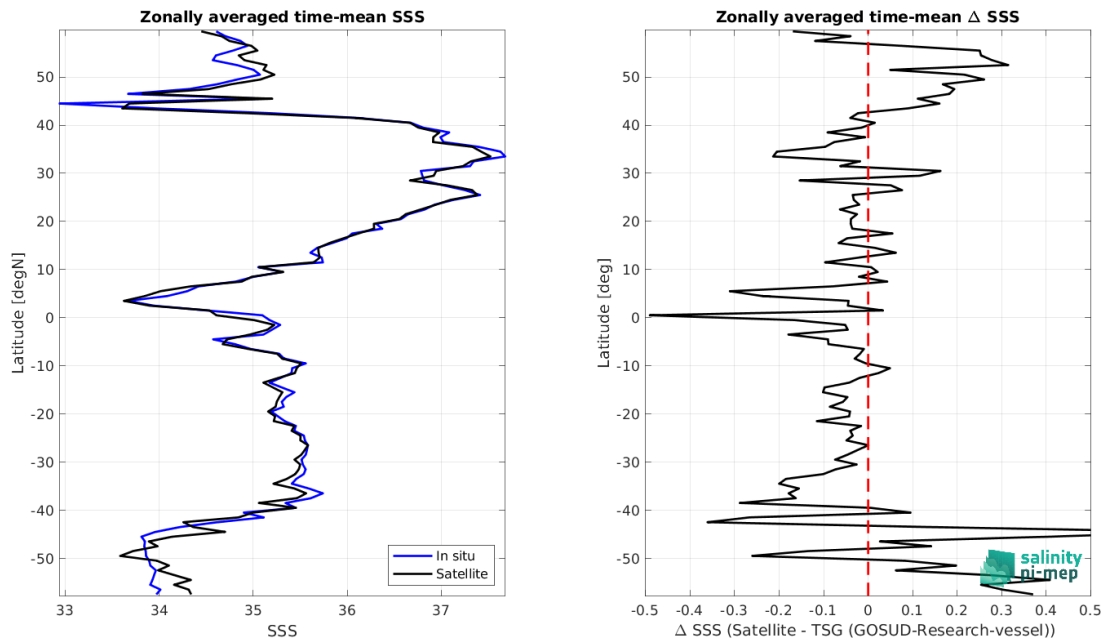 Zonally averaged time-mean SSS
Latitude [degN]
50
40
30
20
10
0
-10
-20
-30
-40
-50
33
34
35
36
37
SSS
In situ
Satellite
Zonally averaged time-mean Δ SSS
Latitude [deg]
50
40
30
20
10
0
-10
-20
-30
-40
-50
-0.5 -0.4 -0.3 -0.2 -0.1 0 0.1 0.2 0.3 0.4 0.5
Δ SSS (Satellite - TSG (GOSUD-Research-vessel))
salinity
pi-mep